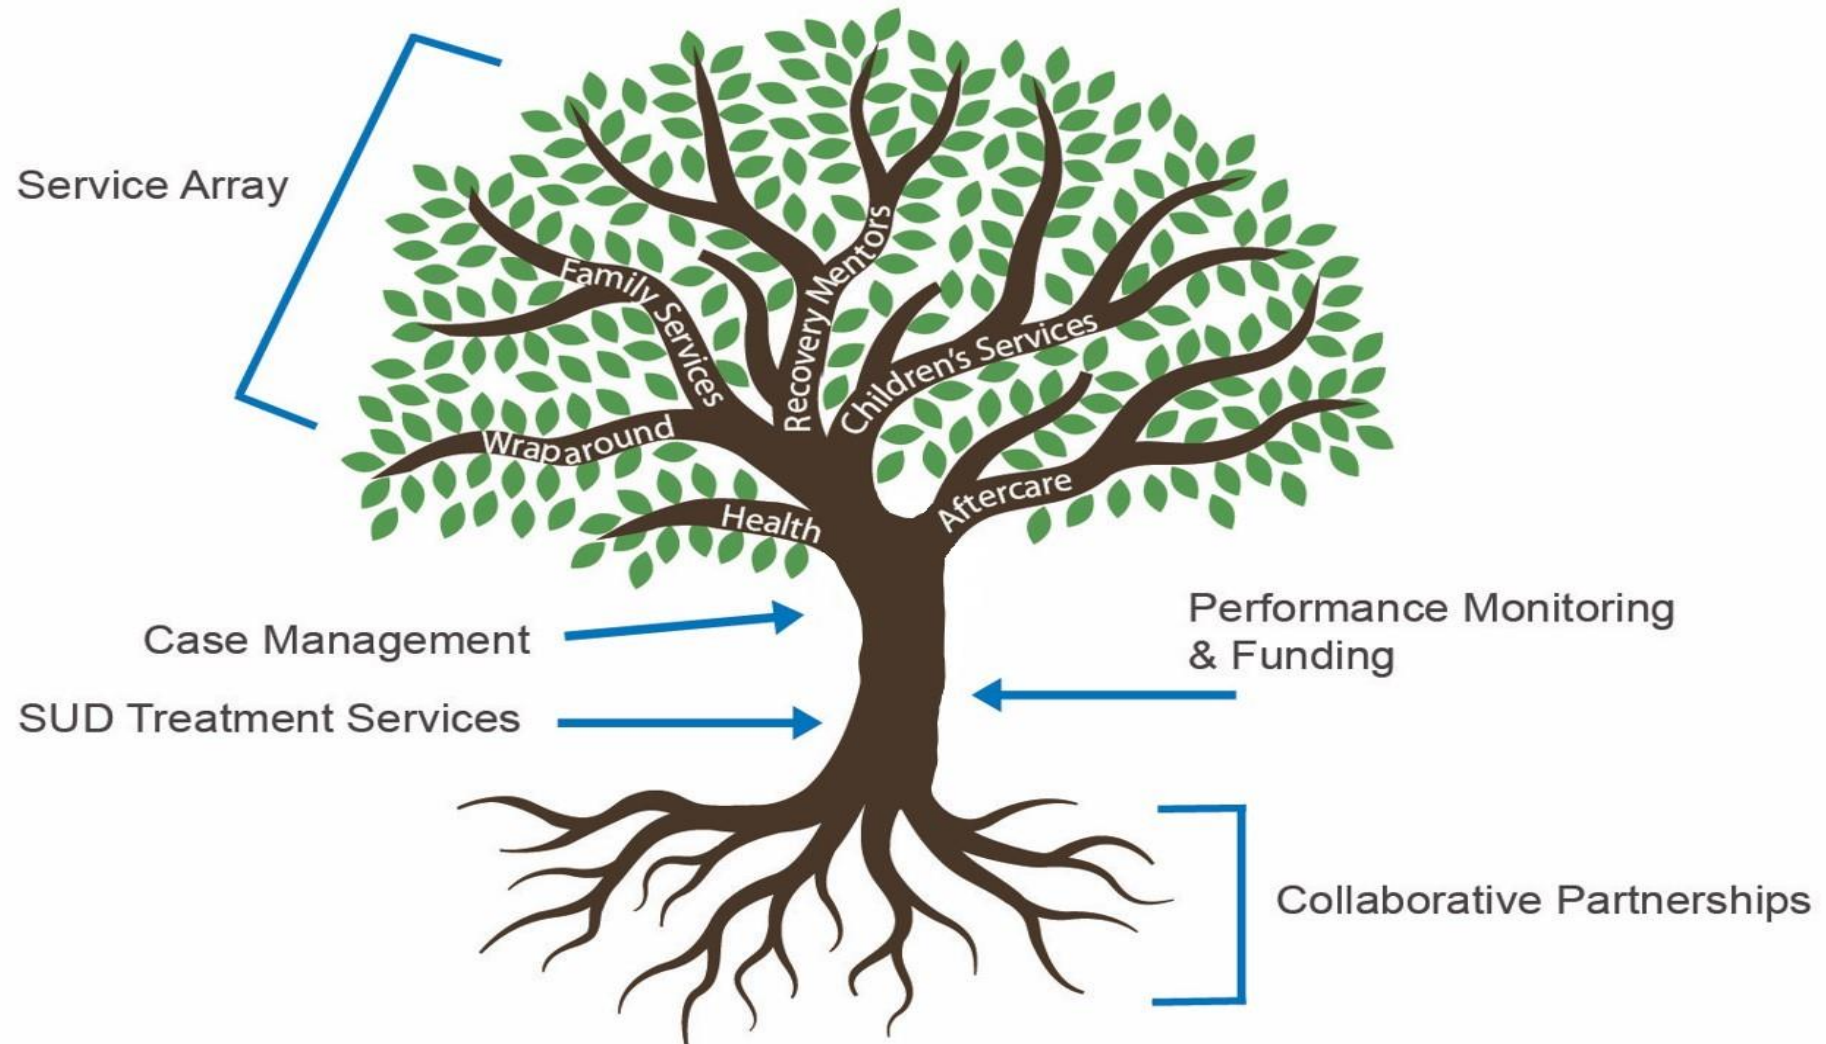 Service Array
Family Services
Recovery Mentors
Children's Services
Wraparound
Aftercare
Health
Case Management
Performance Monitoring
& Funding
SUD Treatment Services
Collaborative Partnerships